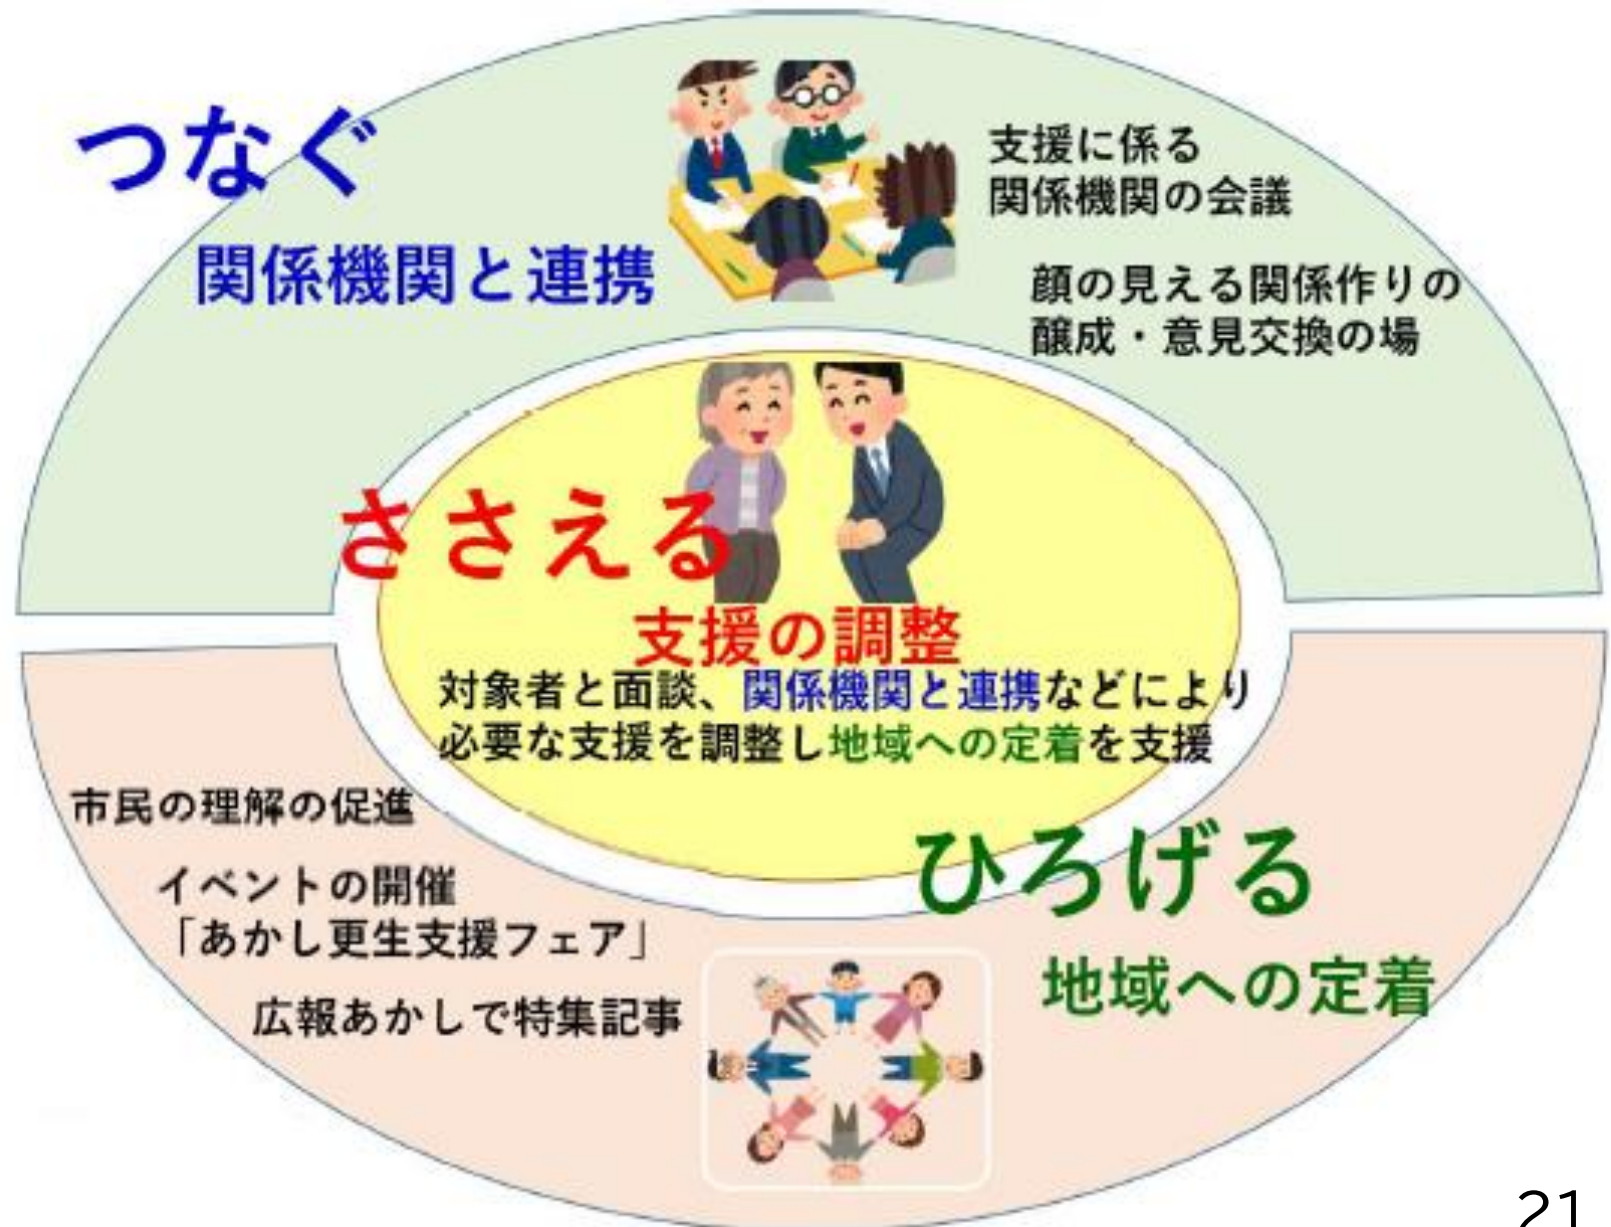 つなぐ
関係機関と連携
支援に係る
関係機関の会議
顔の見える関係作りの
醸成・意見交換の場
ささえる
支援の調整
対象者と面談、関係機関と連携などにより
必要な支援を調整し地域への定着を支援
ひろげる
地域への定着
市民の理解の促進
イベントの開催
「あかし更生支援フェア」
広報あかしで特集記事
21